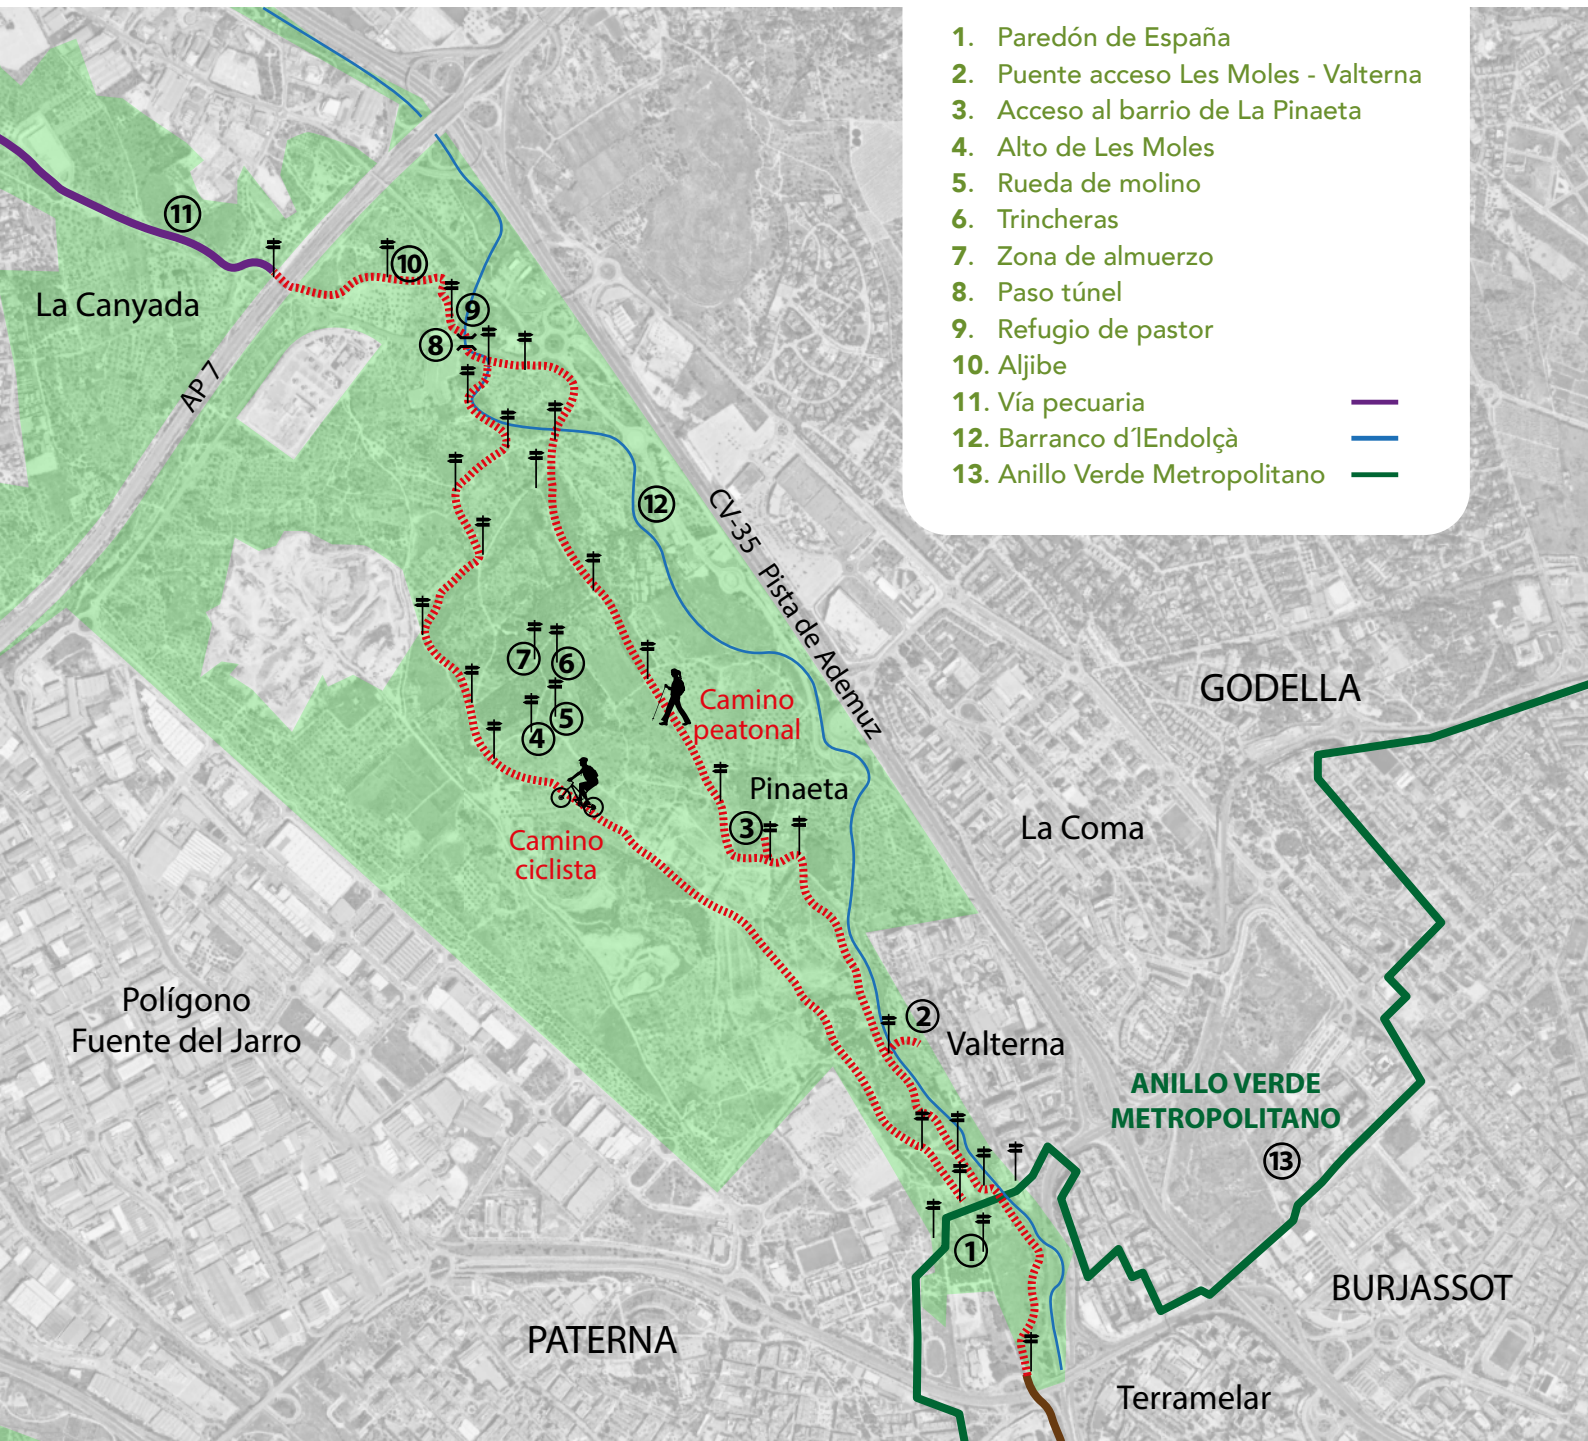 1. Paredón de España
2. Puente acceso Les Moles - Valterna
3. Acceso al barrio de La Pinaeta
4. Alto de Les Moles
5. Rueda de molino
6. Trincheras
7. Zona de almuerzo
8. Paso túnel
9. Refugio de pastor
10. Aljibe
11. Vía pecuaria
12. Barranco d´lEndolçà
13. Anillo Verde Metropolitano
11
10
La Canyada
9
8
AP 7
12
CV-35 Pista de Ademuz
7
6
5
4
Camino
peatonal
GODELLA
Pinaeta
3
La Coma
Camino
ciclista
Polígono
Fuente del Jarro
2
Valterna
ANILLO VERDE
METROPOLITANO
13
1
BURJASSOT
PATERNA
Terramelar